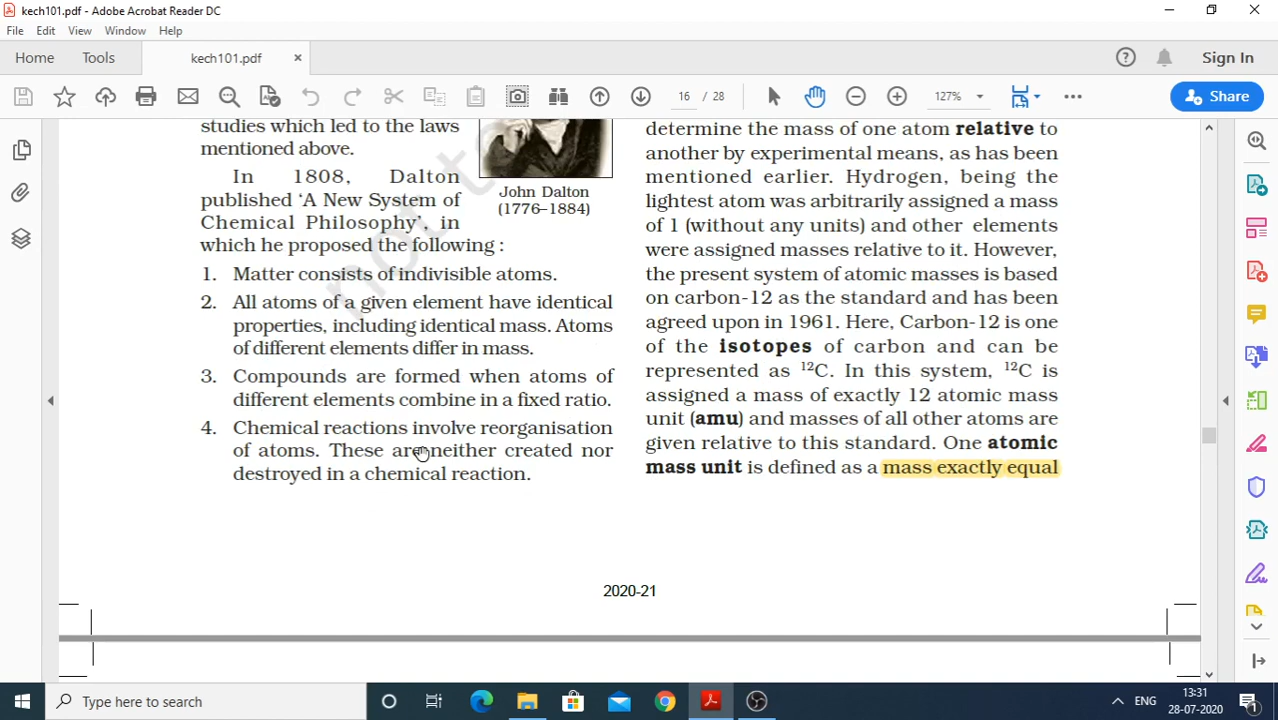 kech101.pdf - Adobe Acrobat Reader DC
File Edit View Window Help
Home Tools kech101.pdf × Sign In
16 / 28 127% Share
studies which led to the laws
mentioned above.
In 1808, Dalton
published ‘A New System of
Chemical Philosophy’, in
which he proposed the following :
John Dalton
(1776–1884)
1. Matter consists of indivisible atoms.
2. All atoms of a given element have identical
properties, including identical mass. Atoms
of different elements differ in mass.
3. Compounds are formed when atoms of
different elements combine in a fixed ratio.
4. Chemical reactions involve reorganisation
of atoms. These are neither created nor
destroyed in a chemical reaction.
determine the mass of one atom relative to
another by experimental means, as has been
mentioned earlier. Hydrogen, being the
lightest atom was arbitrarily assigned a mass
of 1 (without any units) and other elements
were assigned masses relative to it. However,
the present system of atomic masses is based
on carbon-12 as the standard and has been
agreed upon in 1961. Here, Carbon-12 is one
of the isotopes of carbon and can be
represented as ¹²C. In this system, ¹²C is
assigned a mass of exactly 12 atomic mass
unit (amu) and masses of all other atoms are
given relative to this standard. One atomic
mass unit is defined as a mass exactly equal
not t
2020-21
Type here to search
ENG
13:31
28-07-2020
1